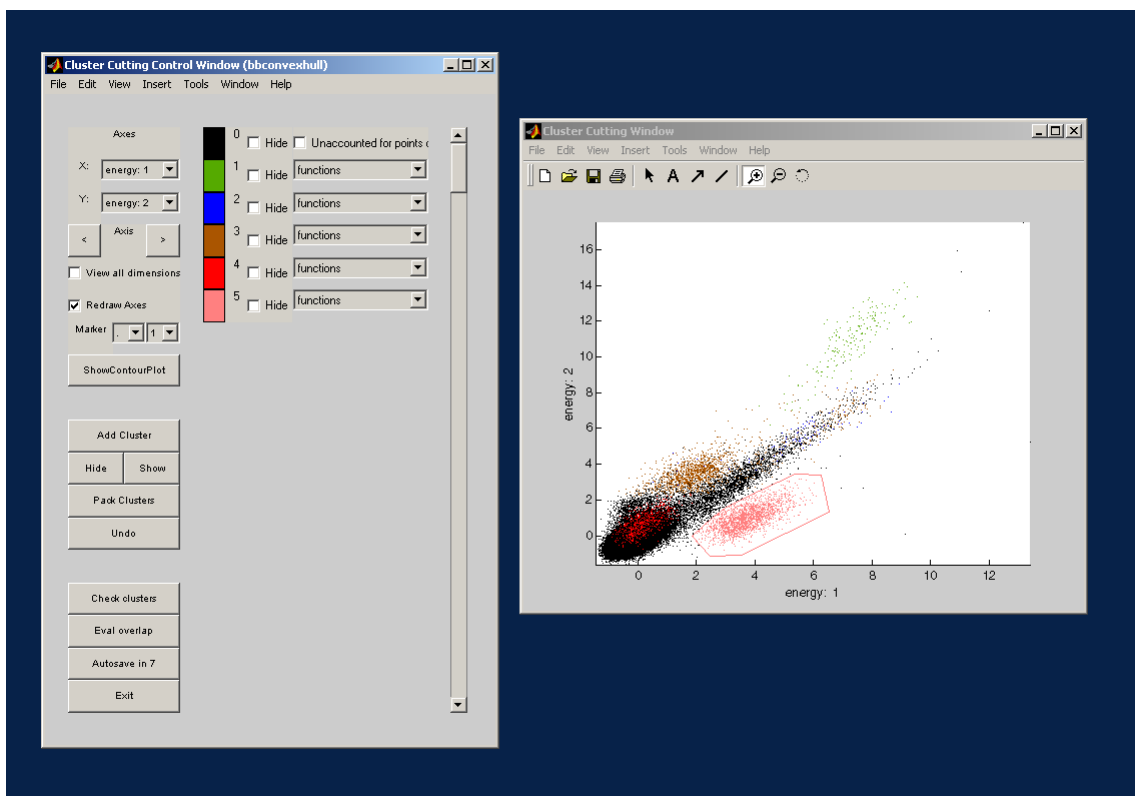 Cluster Cutting Control Window (bbconvexhull)
File Edit View Insert Tools Window Help
Axes
X: energy: 1
Y: energy: 2
< Axis >
View all dimensions
Redraw Axes
Marker . 1
ShowContourPlot
Add Cluster
Hide Show
Pack Clusters
Undo
Check clusters
Eval overlap
Autosave in 7
Exit
0 Hide Unaccounted for points o
1 Hide functions
2 Hide functions
3 Hide functions
4 Hide functions
5 Hide functions
Cluster Cutting Window
File Edit View Insert Tools Window Help
A
16
14
12
10
8
6
4
2
0
energy: 2
0 2 4 6 8 10 12
energy: 1